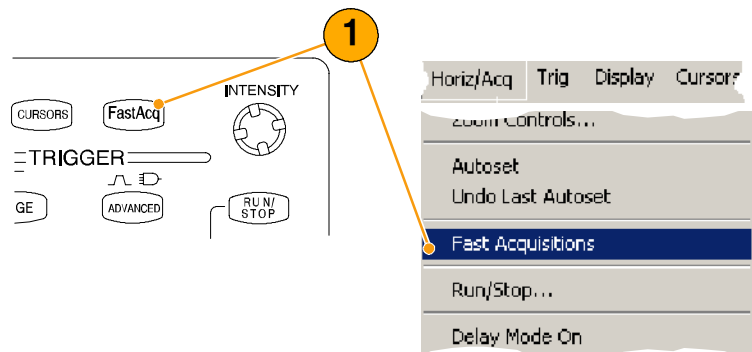 1
INTENSITY
CURSORS
FastAcq
TRIGGER
GE
ADVANCED
RUN/
STOP
Horiz/Acq Trig Display Cursors
Zoom Controls...
Autoset
Undo Last Autoset
Fast Acquisitions
Run/Stop...
Delay Mode On